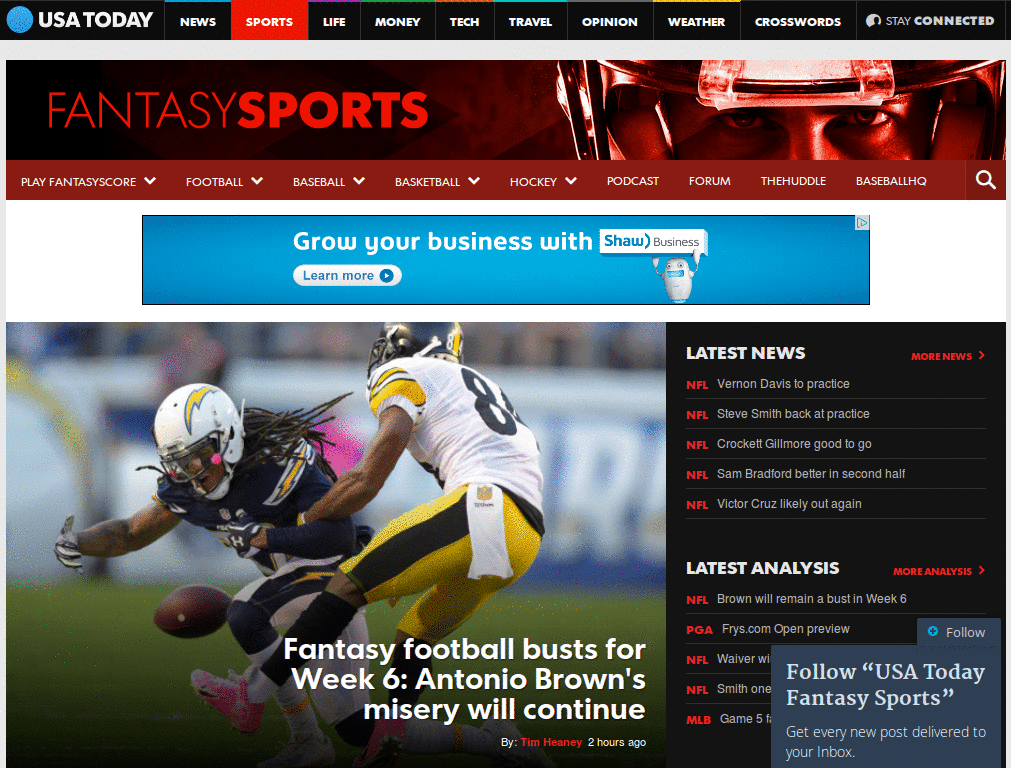 USA TODAY
NEWS
SPORTS
LIFE
MONEY
TECH
TRAVEL
OPINION
WEATHER
CROSSWORDS
STAY CONNECTED
FANTASYSPORTS
PLAY FANTASYSCORE
FOOTBALL
BASEBALL
BASKETBALL
HOCKEY
PODCAST
FORUM
THEHUDDLE
BASEBALLHQ
Grow your business with Shaw) Business
Learn more
Fantasy football busts for
Week 6: Antonio Brown's
misery will continue
By: Tim Heaney 2 hours ago
LATEST NEWS
MORE NEWS
NFL Vernon Davis to practice
NFL Steve Smith back at practice
NFL Crockett Gillmore good to go
NFL Sam Bradford better in second half
NFL Victor Cruz likely out again
LATEST ANALYSIS
MORE ANALYSIS
NFL Brown will remain a bust in Week 6
PGA Frys.com Open preview
NFL Waiver
NFL Smith one
MLB Game 5
Follow
Follow “USA Today
Fantasy Sports”
Get every new post delivered to
your Inbox.